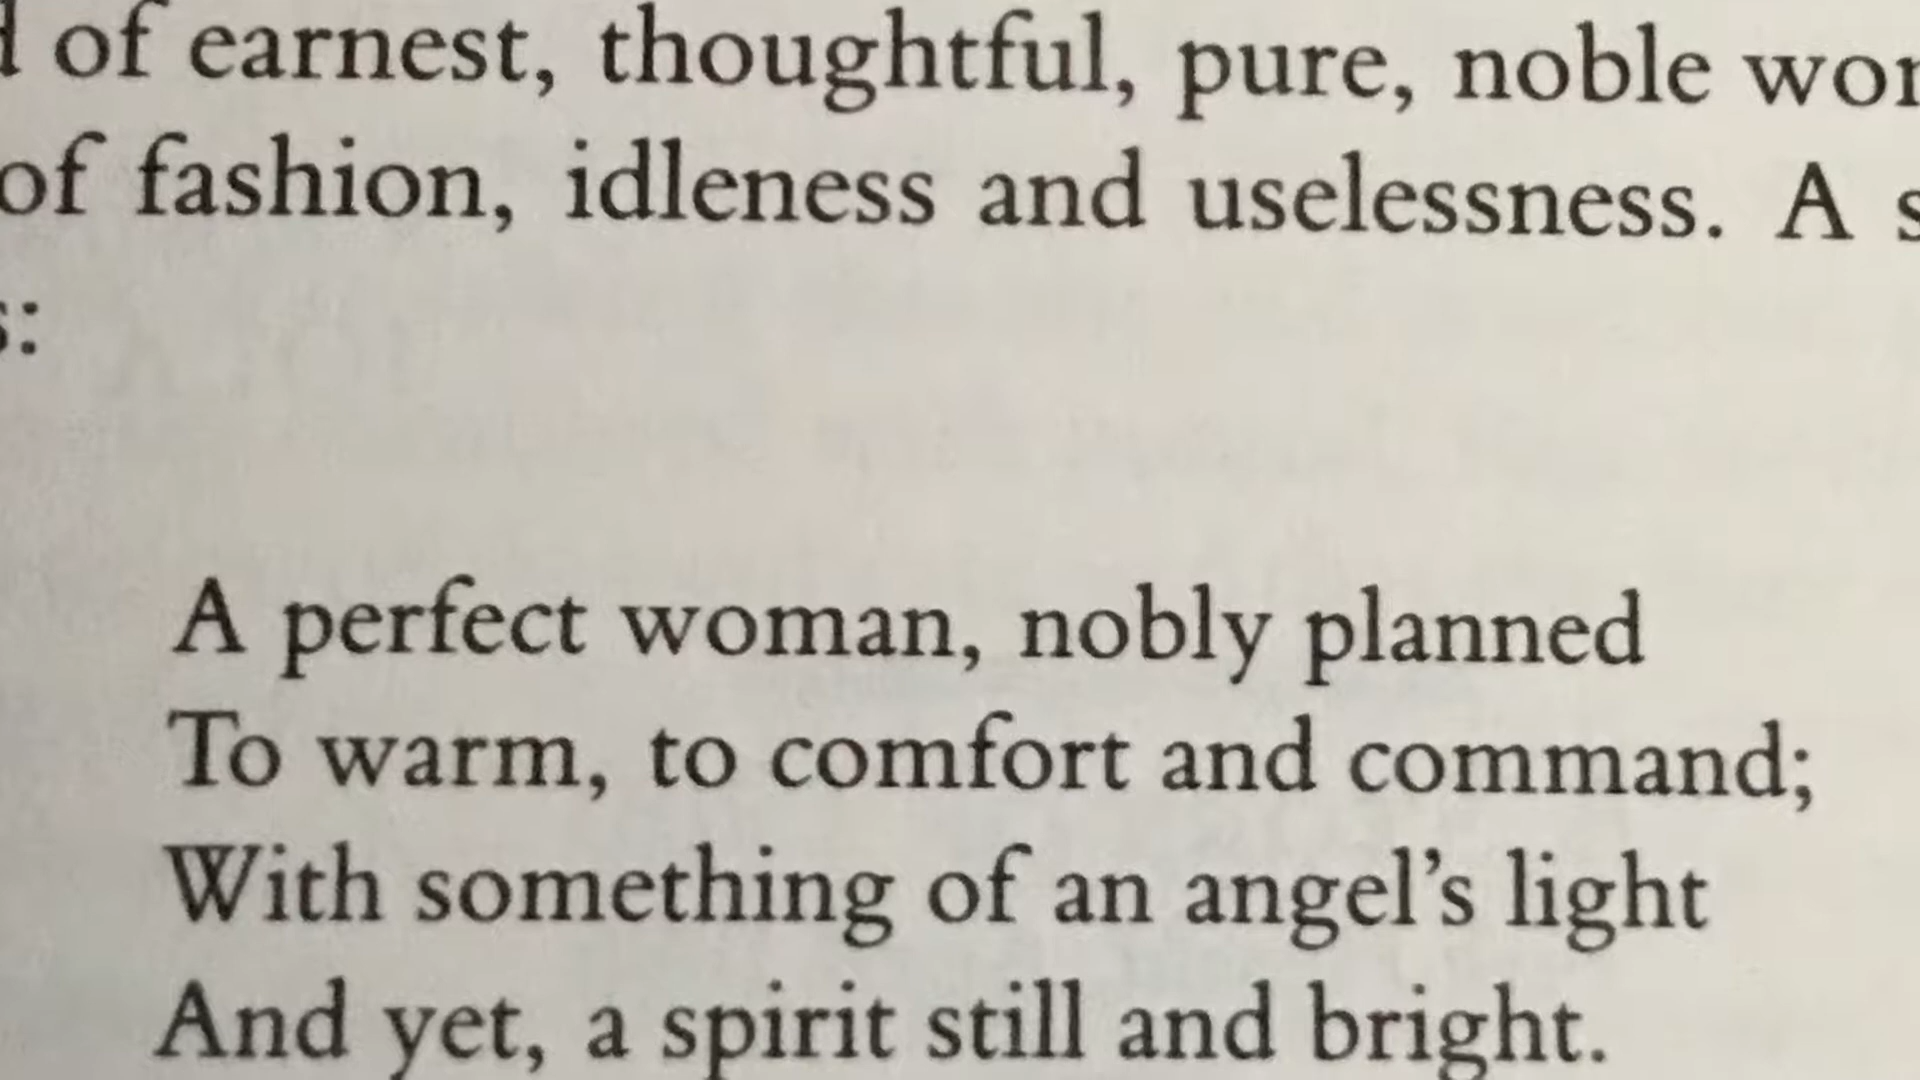 of earnest, thoughtful, pure, noble
of fashion, idleness and uselessness. A
A perfect woman, nobly planned
To warm, to comfort and command;
With something of an angel’s light
And yet, a spirit still and bright.